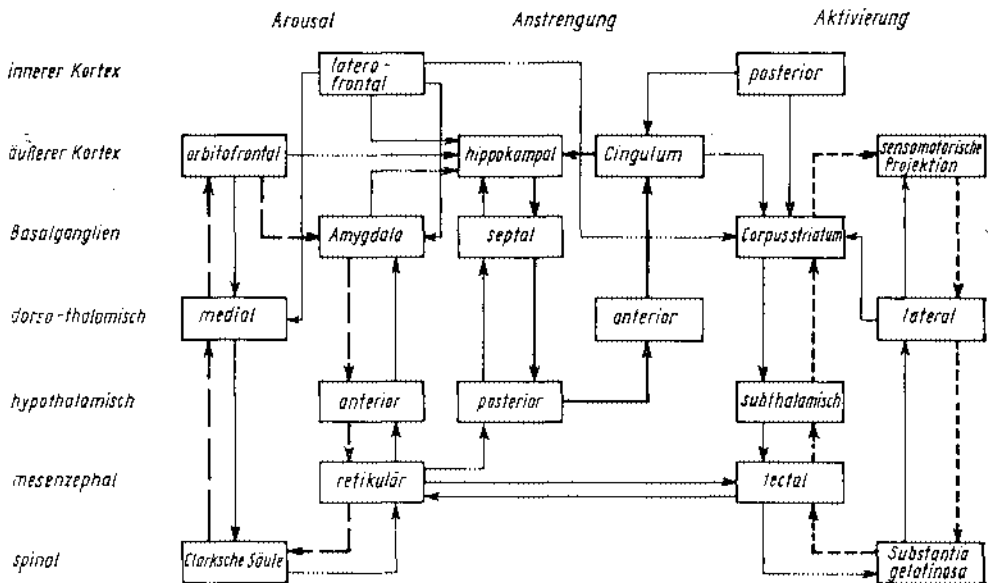 Arousal
Anstrengung
Aktivierung
innerer Kortex
latero-
frontal
posterior
äußerer Kortex
orbitofrontal
hippokampal
Cingulum
sensomotorische
Projektion
Basalganglien
Amygdala
septal
Corpusstriatum
dorso-thalamisch
medial
anterior
lateral
hypothalamisch
anterior
posterior
subthalamisch
mesenzephal
retikulär
tectal
spinal
Clarksche Säule
Substantia
gelatinosa